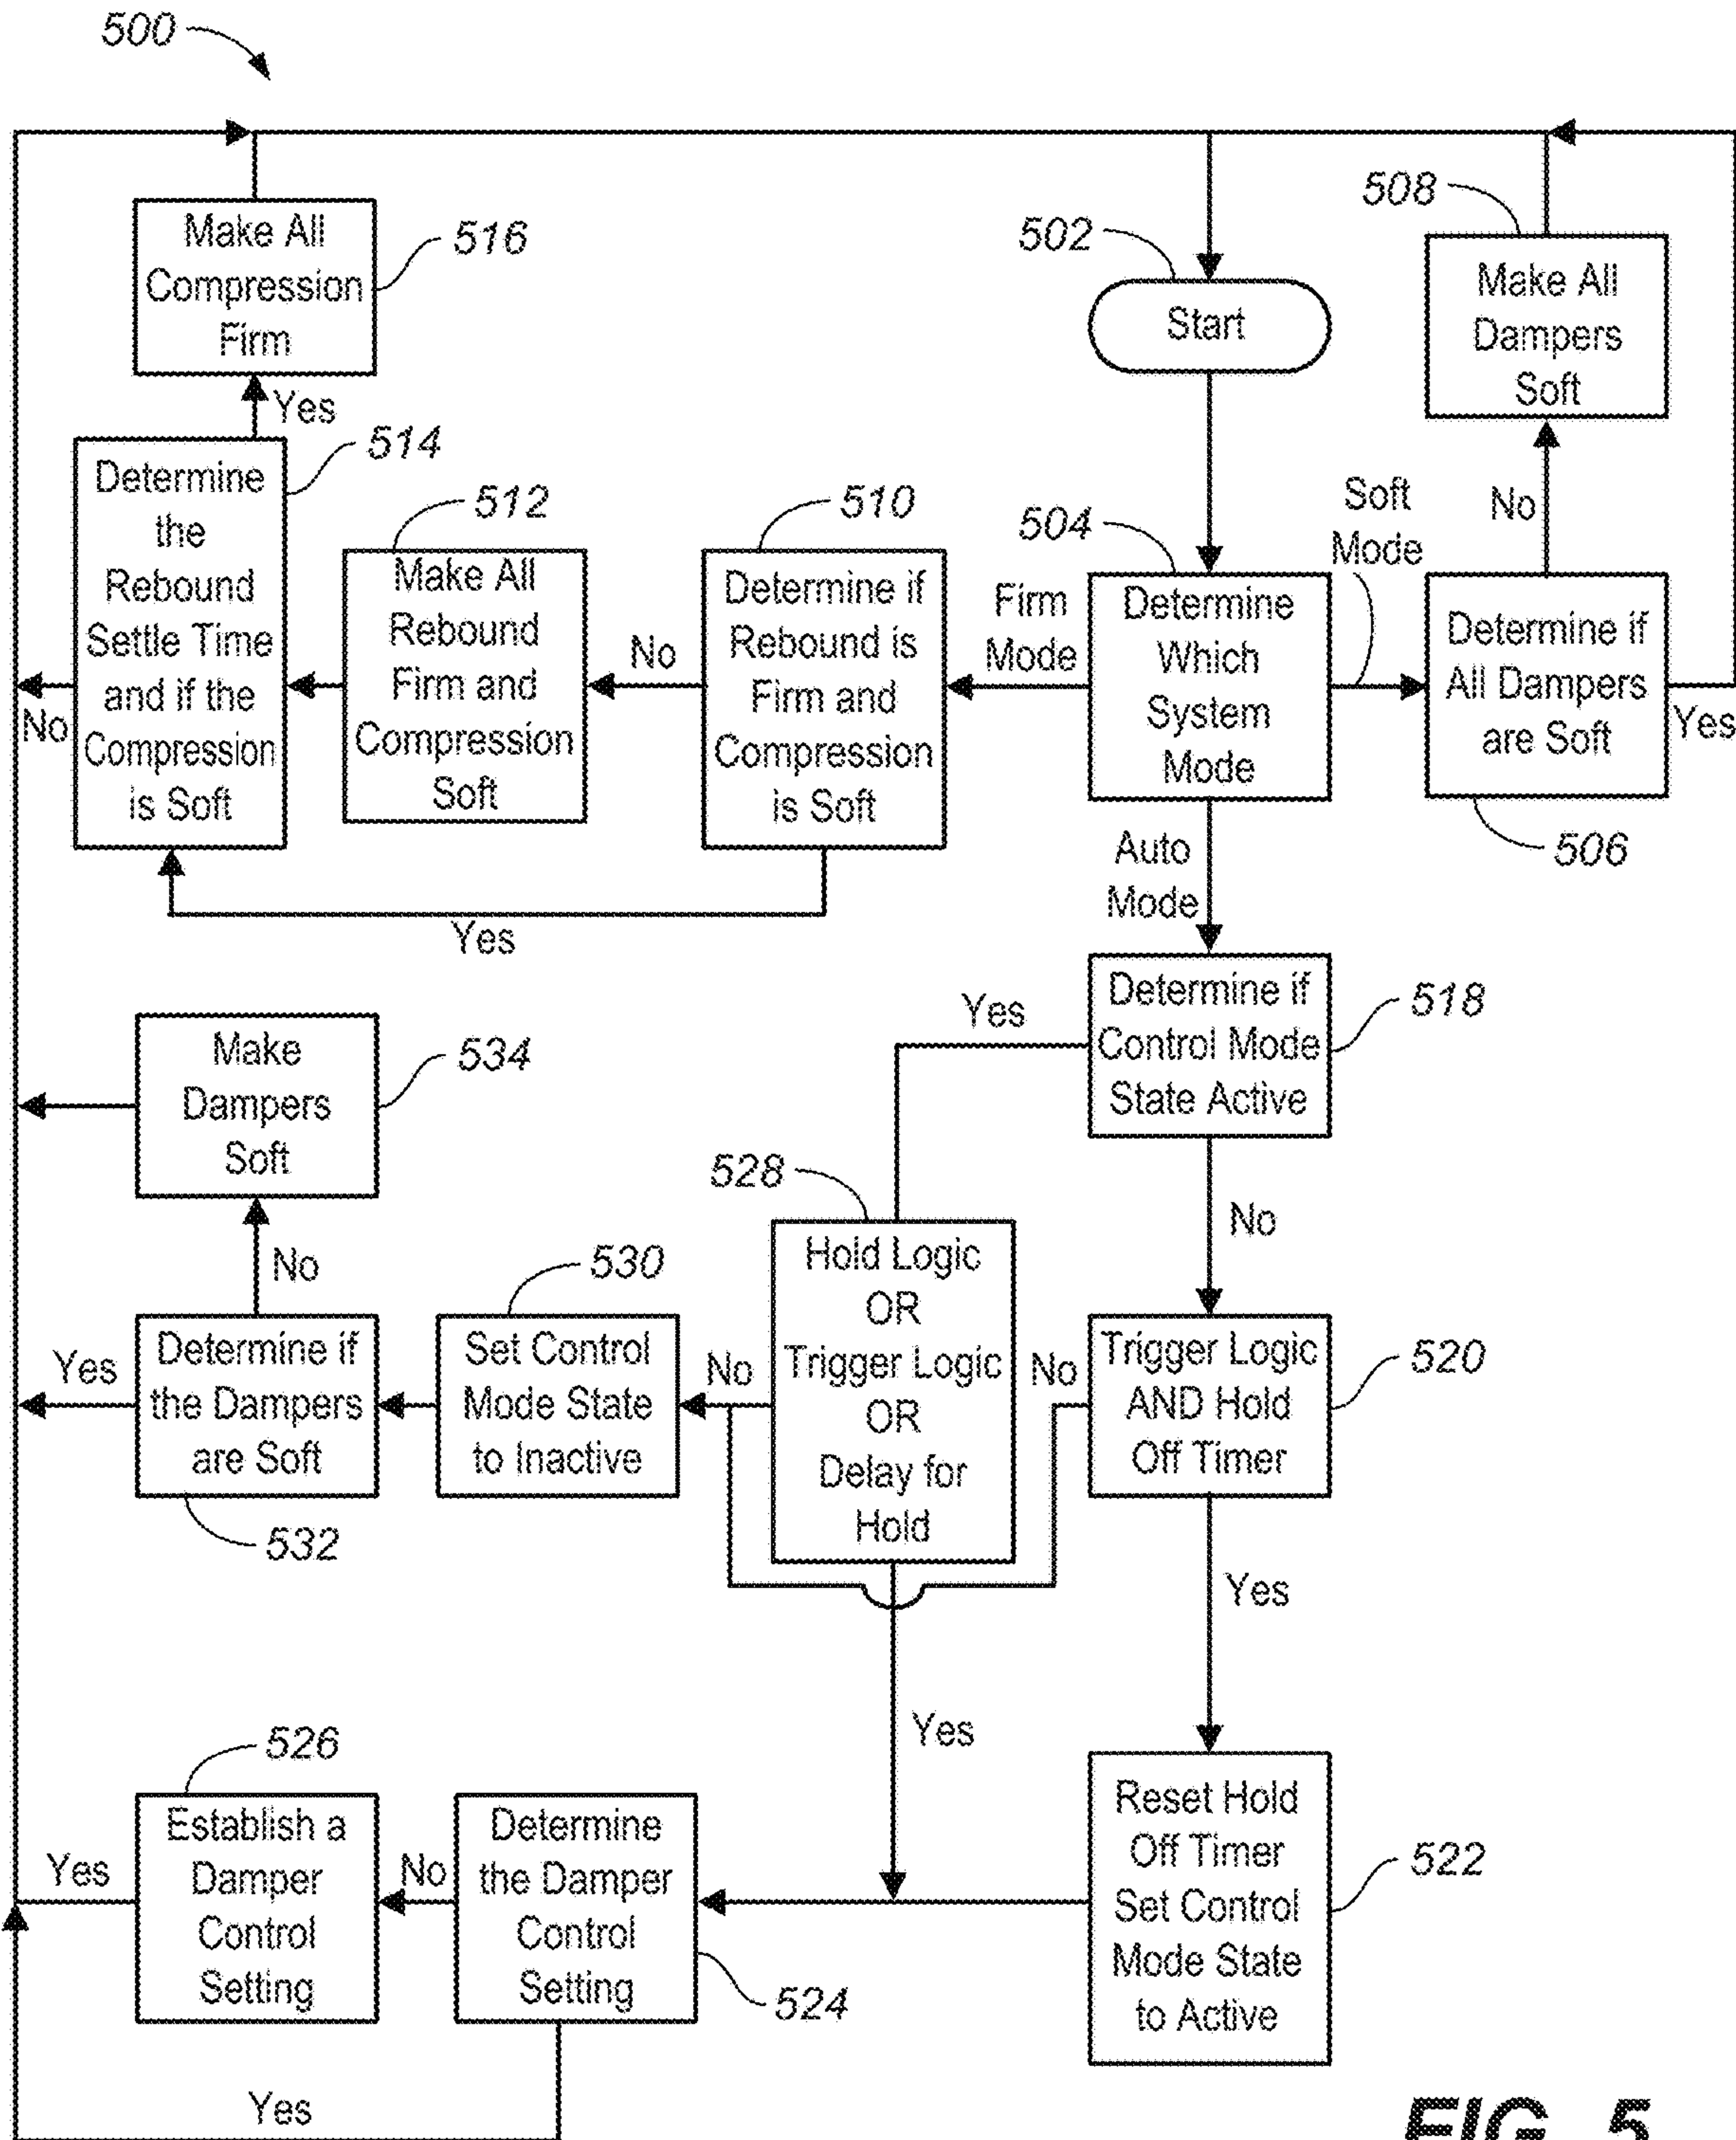 500
516
Make All
Compression
Firm
Yes
502
Start
508
Make All
Dampers
Soft
514
Determine
the
Rebound
Settle Time
and if the
Compression
is Soft
No
512
Make All
Rebound
Firm and
Compression
Soft
No
510
Determine if
Rebound is
Firm and
Compression
is Soft
Yes
Firm
Mode
504
Determine
Which
System
Mode
Soft
Mode
No
Determine if
All Dampers
are Soft
Yes
506
Auto
Mode
Determine if
Control Mode
State Active
518
Yes
No
Make
Dampers
Soft
534
No
Yes
Determine if
the Dampers
are Soft
532
530
Set Control
Mode State
to Inactive
No
528
Hold Logic
OR
Trigger Logic
OR
Delay for
Hold
No
Trigger Logic
AND Hold
Off Timer
520
Yes
Yes
526
Establish a
Damper
Control
Setting
Yes
No
Determine
the Damper
Control
Setting
524
Reset Hold
Off Timer
Set Control
Mode State
to Active
522
Yes
FIG. 5